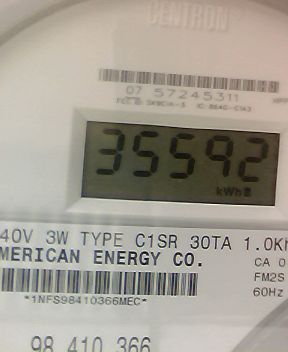 CENTRON
07 57245311
35592
kWh
40V 3W TYPE C1SR 30TA 1.0Kh
MERICAN ENERGY CO.
CA 0
FM2S
60Hz
*1NFS98410366MEC*
98 410 366